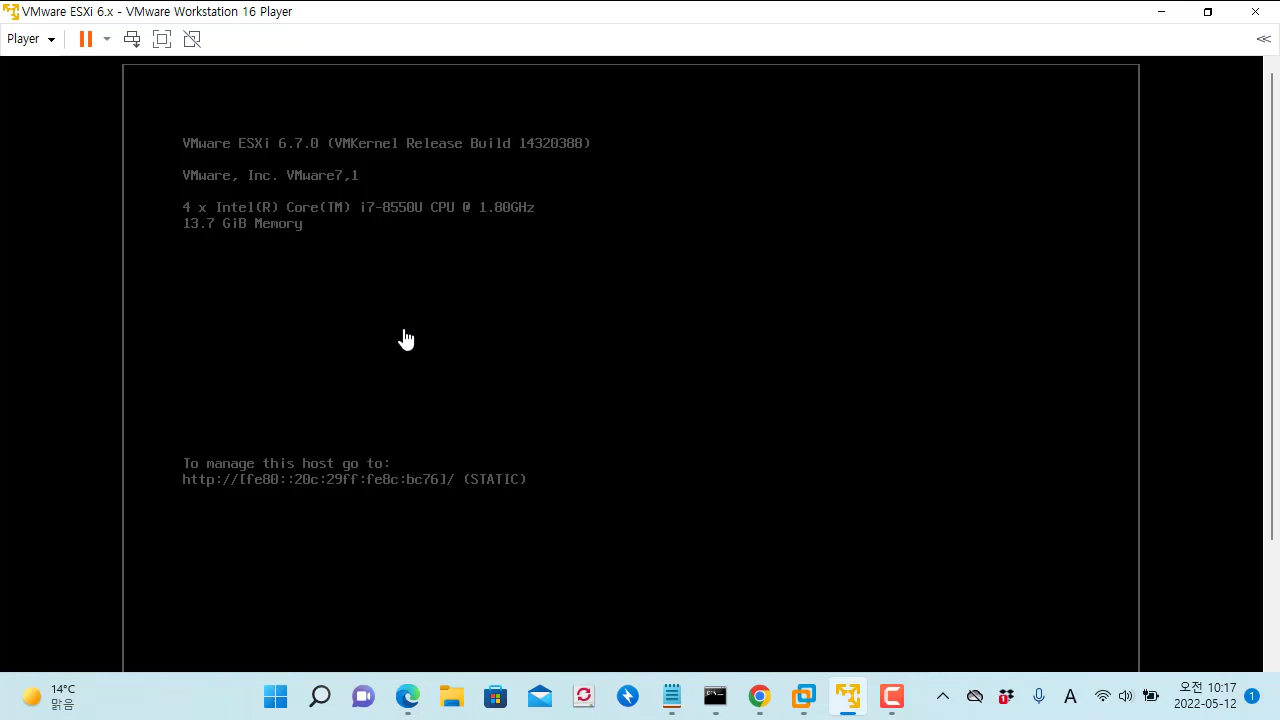 VMware ESXi 6.x - VMware Workstation 16 Player
Player
VMware ESXi 6.7.0 (VMKernel Release Build 14320388)
VMware, Inc. VMware7,1
4 x Intel(R) Core(TM) i7-8550U CPU @ 1.80GHz
13.7 GiB Memory
To manage this host go to:
http://[fe80::20c:29ff:fe8c:bc76]/ (STATIC)
14°C
맑음
A
오전 10:17
2022-05-12
1